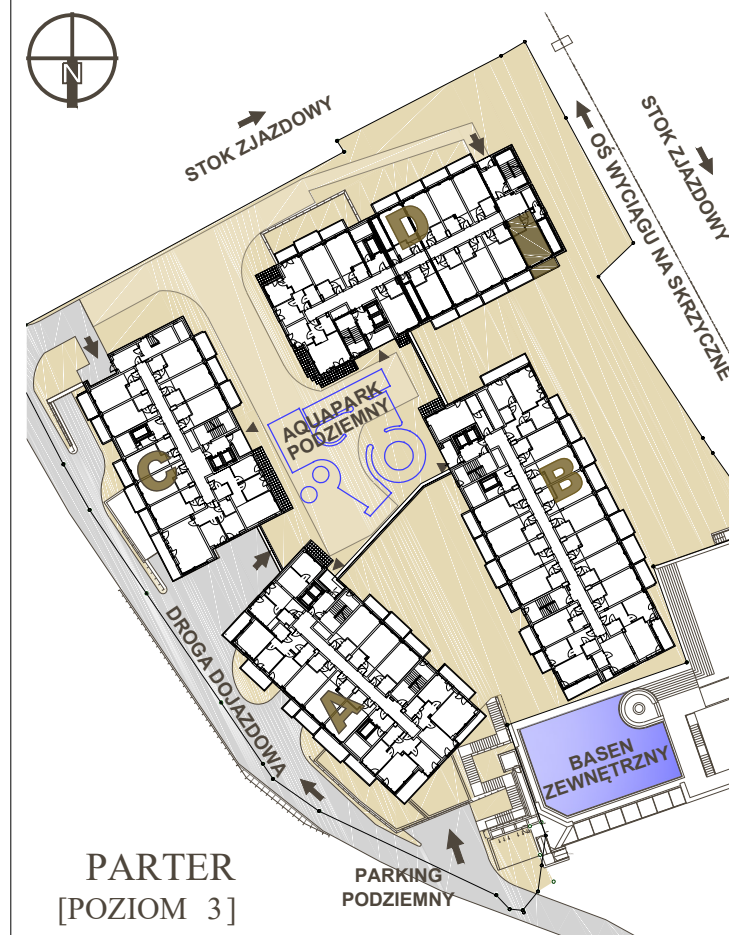 N
STOK ZJAZDOWY
STOK ZJAZDOWY
OŚ WYCIĄGU NA SKRZYCZNE
D
AQUAPARK
PODZIEMNY
C
B
DROGA DOJAZDOWA
A
BASEN
ZEWNĘTRZNY
PARTER
[POZIOM 3]
PARKING
PODZIEMNY